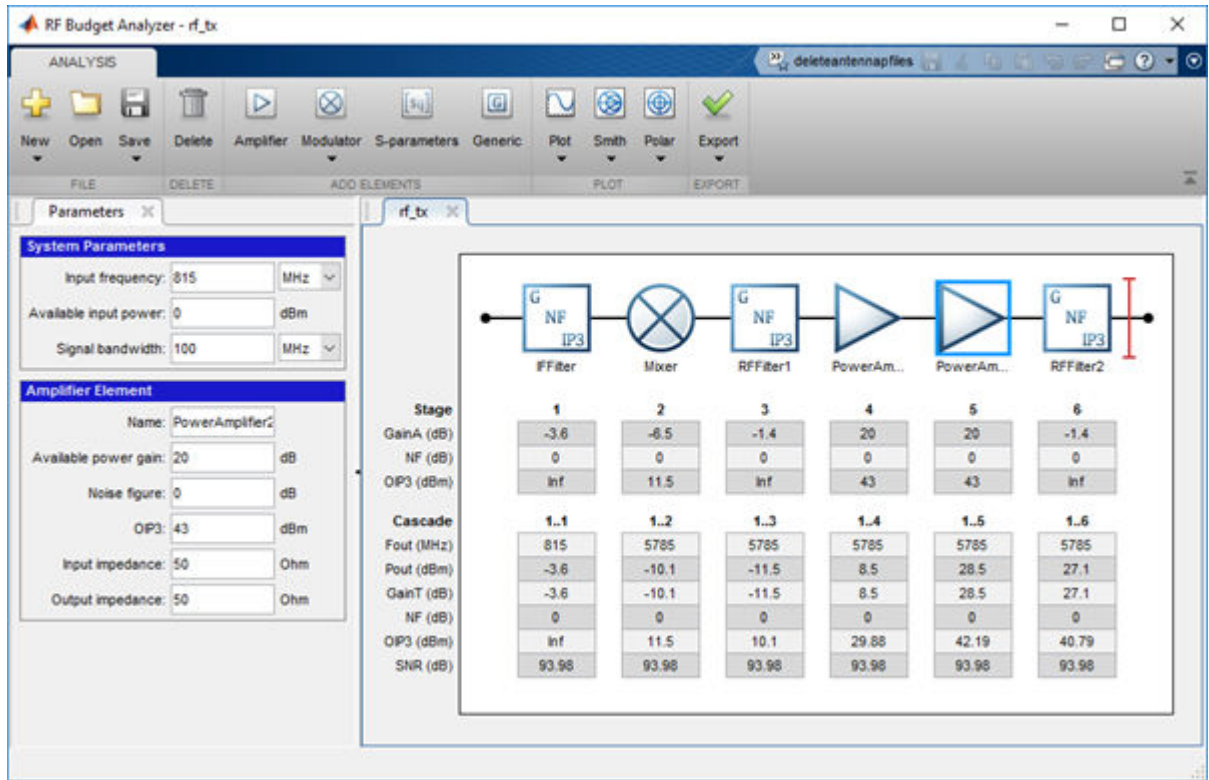 RF Budget Analyzer - rf_tx
ANALYSIS
deleteantennapfiles
New Open Save Delete Amplifier Modulator S-parameters Generic Plot Smith Polar Export
FILE DELETE ADD ELEMENTS PLOT EXPORT
Parameters
System Parameters
Input frequency: 815 MHz
Available input power: 0 dBm
Signal bandwidth: 100 MHz
Amplifier Element
Name: PowerAmplifier2
Available power gain: 20 dB
Noise figure: 0 dB
OIP3: 43 dBm
Input impedance: 50 Ohm
Output impedance: 50 Ohm
rf_tx
G G G
NF NF NF
IP3 IP3 IP3
IFFilter Mixer RFFilter1 PowerAm... PowerAm... RFFilter2
Stage 1 2 3 4 5 6
GainA (dB) -3.6 -6.5 -1.4 20 20 -1.4
NF (dB) 0 0 0 0 0 0
OIP3 (dBm) Inf 11.5 Inf 43 43 Inf
Cascade 1..1 1..2 1..3 1..4 1..5 1..6
Fout (MHz) 815 5785 5785 5785 5785 5785
Pout (dBm) -3.6 -10.1 -11.5 8.5 28.5 27.1
GainT (dB) -3.6 -10.1 -11.5 8.5 28.5 27.1
NF (dB) 0 0 0 0 0 0
OIP3 (dBm) Inf 11.5 10.1 29.88 42.19 40.79
SNR (dB) 93.98 93.98 93.98 93.98 93.98 93.98